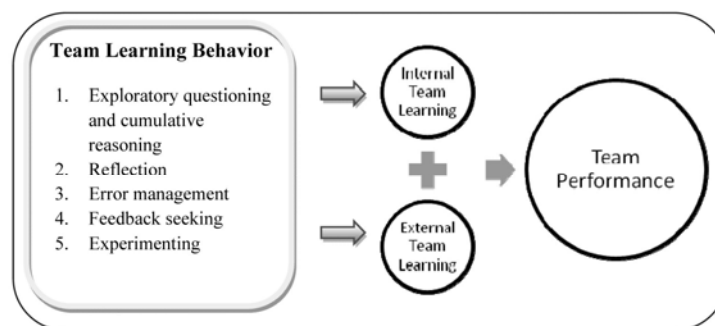 Team Learning Behavior
1. Exploratory questioning
and cumulative
reasoning
2. Reflection
3. Error management
4. Feedback seeking
5. Experimenting
Internal
Team
Learning
External
Team
Learning
Team
Performance